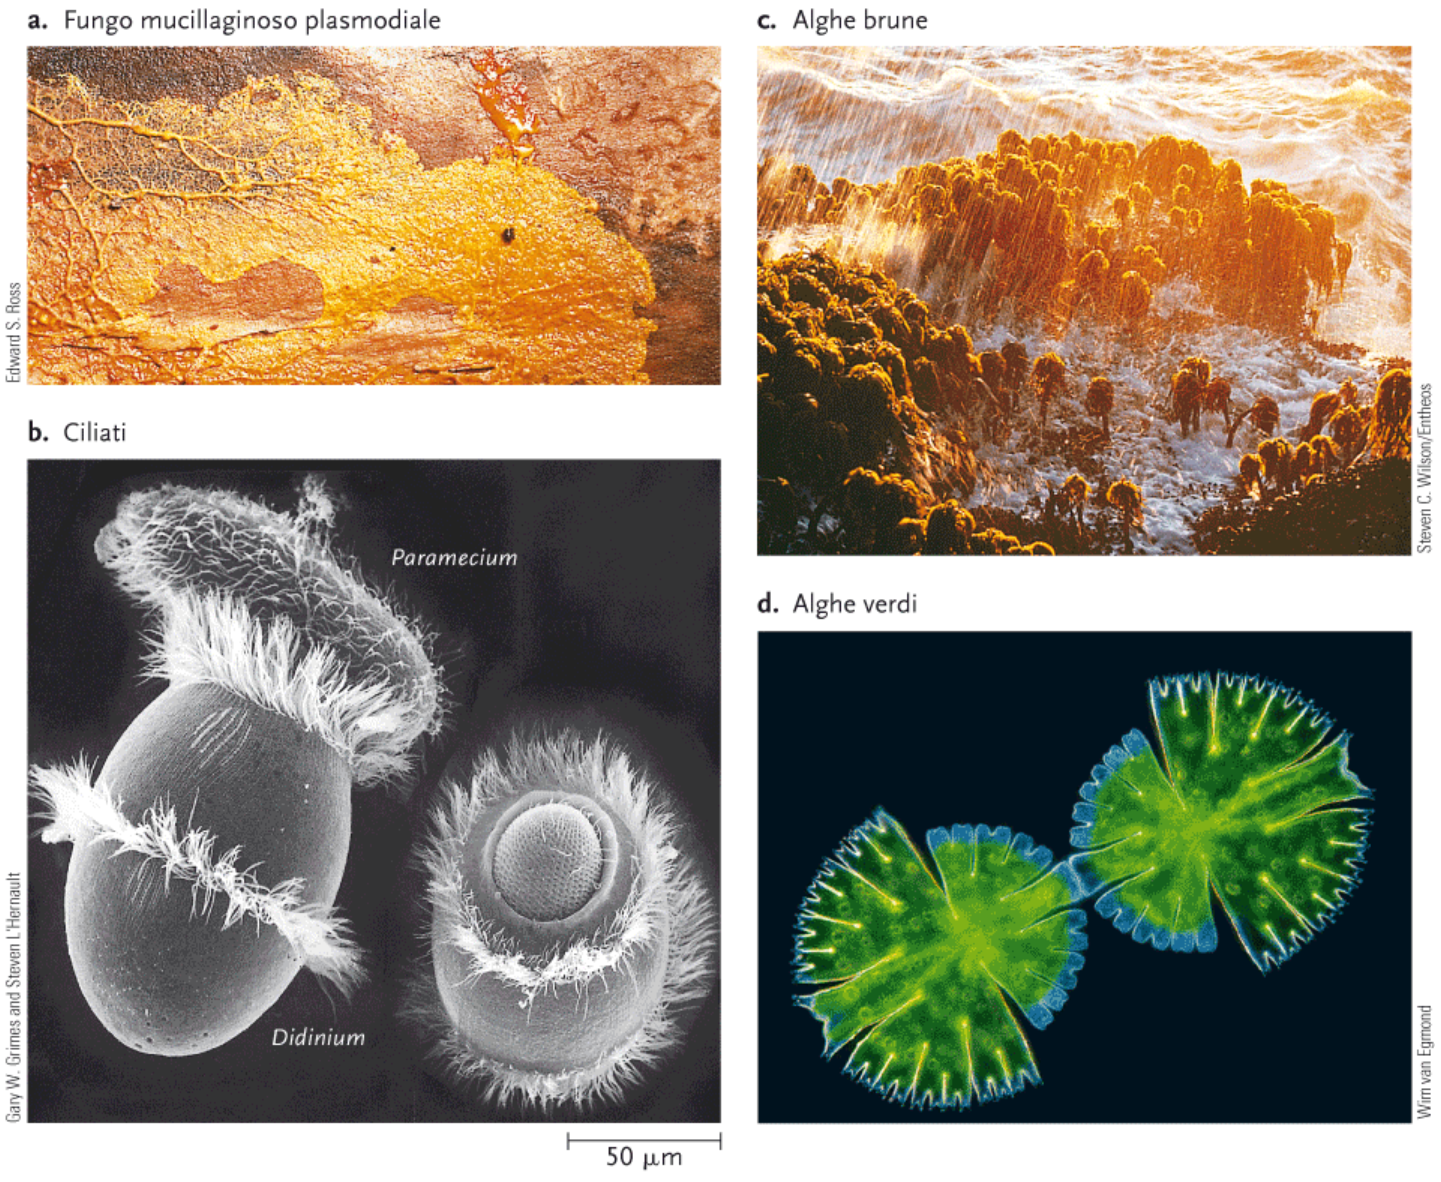 a. Fungo mucillaginoso plasmodiale
Edward S. Ross
b. Ciliati
Paramecium
Didinium
Gary W. Grimes and Steven L'Hernault
50 μm
c. Alghe brune
Steven C. Wilson/Entheos
d. Alghe verdi
Wim van Egmond